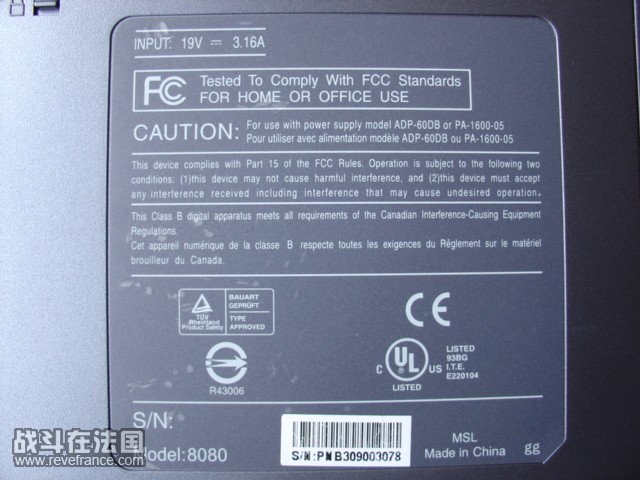 INPUT: 19V ⎓ 3.16A
FC Tested To Comply With FCC Standards
FOR HOME OR OFFICE USE
CAUTION: For use with power supply model ADP-60DB or PA-1600-05
Pour utiliser avec alimentation modèle ADP-60DB ou PA-1600-05
This device complies with Part 15 of the FCC Rules. Operation is subject to the following two
conditions: (1)this device may not cause harmful interference, and (2)this device must accept
any interference received including interference that may cause undesired operation.
This Class B digital apparatus meets all requirements of the Canadian Interference-Causing Equipment
Regulations.
Cet appareil numérique de la classe B respecte toutes les exigences du Règlement sur le matériel
brouilleur du Canada.
TÜV
Rheinland
Product Safety
BAUART
GEPRÜFT
TYPE
APPROVED
CE
R43006
C UL US
LISTED
LISTED
93BG
I.T.E.
E220104
S/N:
Model:8080
S/N:PNB309003078
MSL
Made in China
gg
战斗在法国
www.revefrance.com